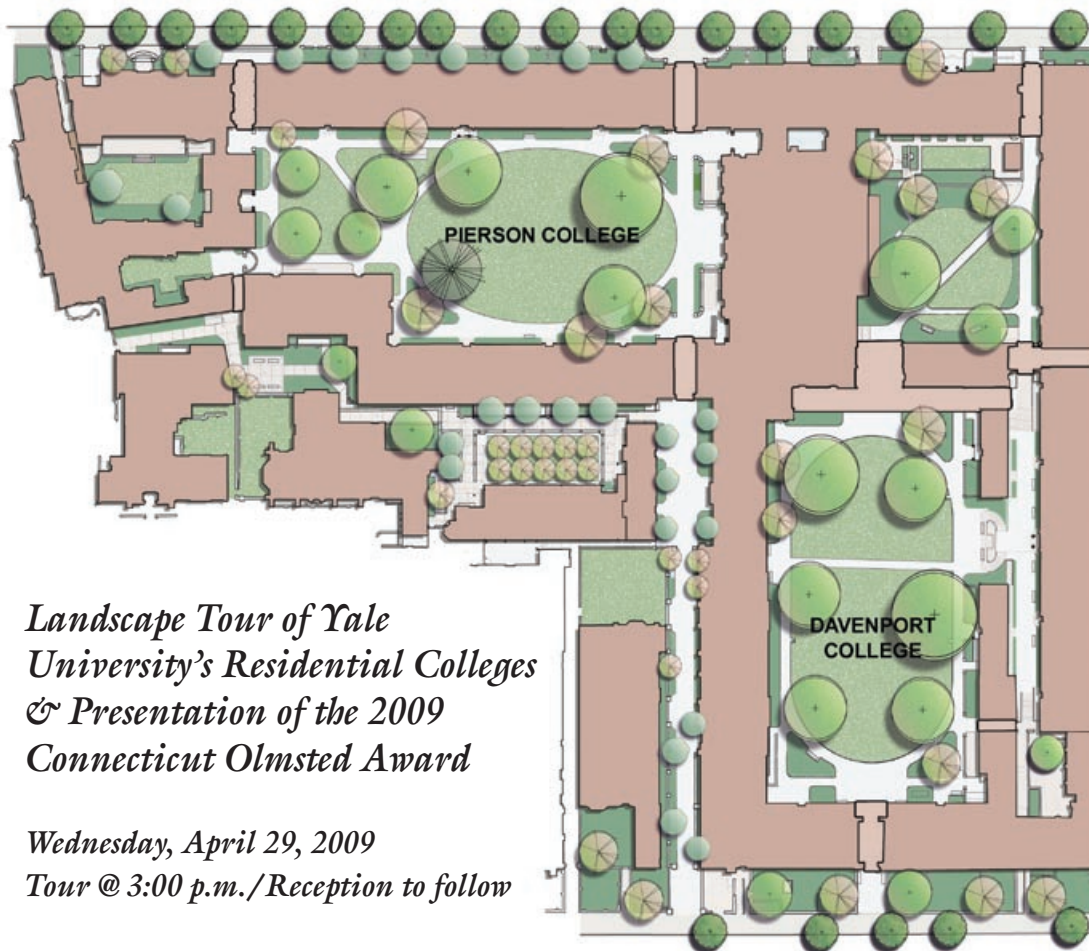 PIERSON COLLEGE
DAVENPORT
COLLEGE
Landscape Tour of Yale
University’s Residential Colleges
& Presentation of the 2009
Connecticut Olmsted Award
Wednesday, April 29, 2009
Tour @ 3:00 p.m./Reception to follow